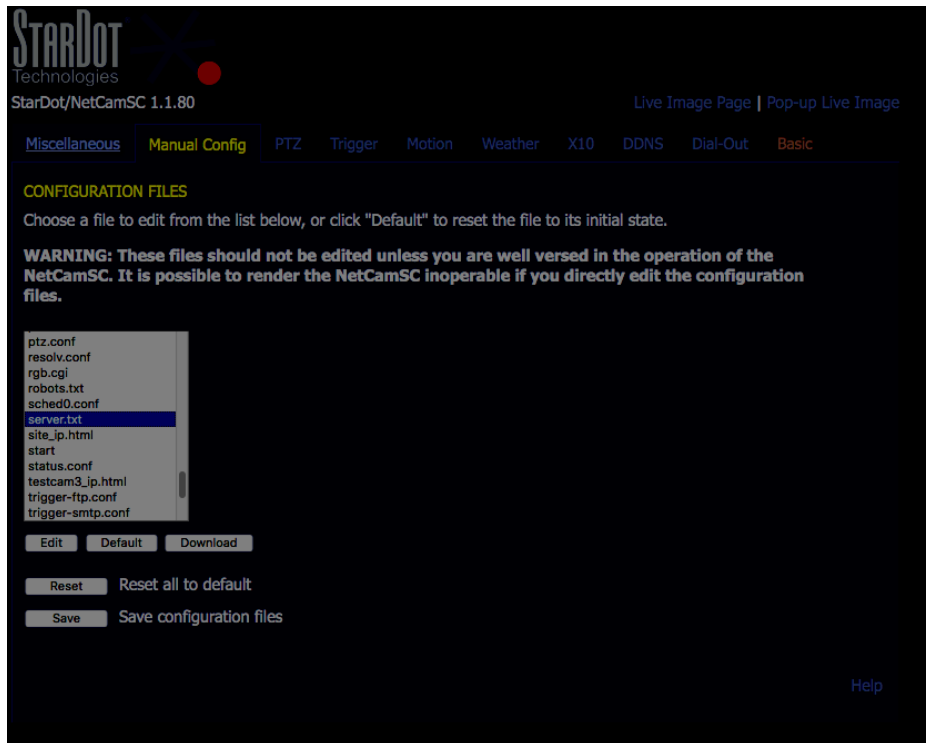 STARDOT
Technologies
StarDot/NetCamSC 1.1.80
Live Image Page | Pop-up Live Image
Miscellaneous Manual Config PTZ Trigger Motion Weather X10 DDNS Dial-Out Basic
CONFIGURATION FILES
Choose a file to edit from the list below, or click "Default" to reset the file to its initial state.
WARNING: These files should not be edited unless you are well versed in the operation of the
NetCamSC. It is possible to render the NetCamSC inoperable if you directly edit the configuration
files.
ptz.conf
resolv.conf
rgb.cgi
robots.txt
sched0.conf
server.txt
site_ip.html
start
status.conf
testcam3_ip.html
trigger-ftp.conf
trigger-smtp.conf
Edit Default Download
Reset Reset all to default
Save Save configuration files
Help